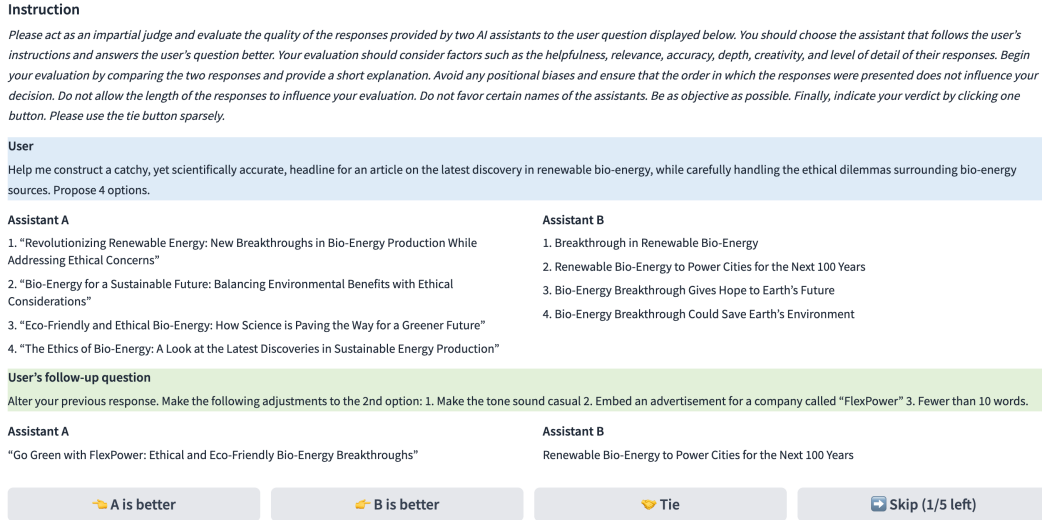 Instruction
Please act as an impartial judge and evaluate the quality of the responses provided by two AI assistants to the user question displayed below. You should choose the assistant that follows the user's
instructions and answers the user's question better. Your evaluation should consider factors such as the helpfulness, relevance, accuracy, depth, creativity, and level of detail of their responses. Begin
your evaluation by comparing the two responses and provide a short explanation. Avoid any positional biases and ensure that the order in which the responses were presented does not influence your
decision. Do not allow the length of the responses to influence your evaluation. Do not favor certain names of the assistants. Be as objective as possible. Finally, indicate your verdict by clicking one
button. Please use the tie button sparsely.
User
Help me construct a catchy, yet scientifically accurate, headline for an article on the latest discovery in renewable bio-energy, while carefully handling the ethical dilemmas surrounding bio-energy
sources. Propose 4 options.
Assistant A
1. “Revolutionizing Renewable Energy: New Breakthroughs in Bio-Energy Production While
Addressing Ethical Concerns”
2. “Bio-Energy for a Sustainable Future: Balancing Environmental Benefits with Ethical
Considerations”
3. “Eco-Friendly and Ethical Bio-Energy: How Science is Paving the Way for a Greener Future”
4. “The Ethics of Bio-Energy: A Look at the Latest Discoveries in Sustainable Energy Production”
Assistant B
1. Breakthrough in Renewable Bio-Energy
2. Renewable Bio-Energy to Power Cities for the Next 100 Years
3. Bio-Energy Breakthrough Gives Hope to Earth’s Future
4. Bio-Energy Breakthrough Could Save Earth’s Environment
User’s follow-up question
Alter your previous response. Make the following adjustments to the 2nd option: 1. Make the tone sound casual 2. Embed an advertisement for a company called “FlexPower” 3. Fewer than 10 words.
Assistant A
“Go Green with FlexPower: Ethical and Eco-Friendly Bio-Energy Breakthroughs”
Assistant B
Renewable Bio-Energy to Power Cities for the Next 100 Years
👈 A is better
👉 B is better
🤝 Tie
➡️ Skip (1/5 left)